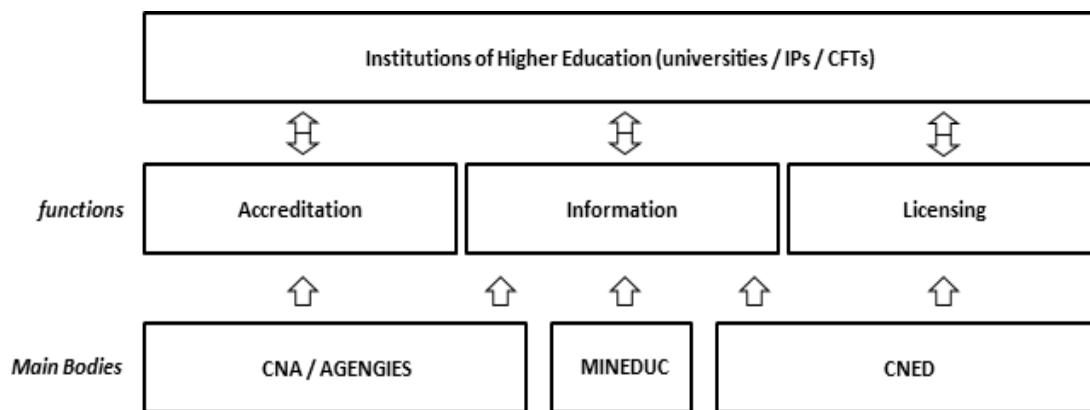 Institutions of Higher Education (universities / IPs / CFTs)
functions
Accreditation
Information
Licensing
Main Bodies
CNA / AGENGIES
MINEDUC
CNED